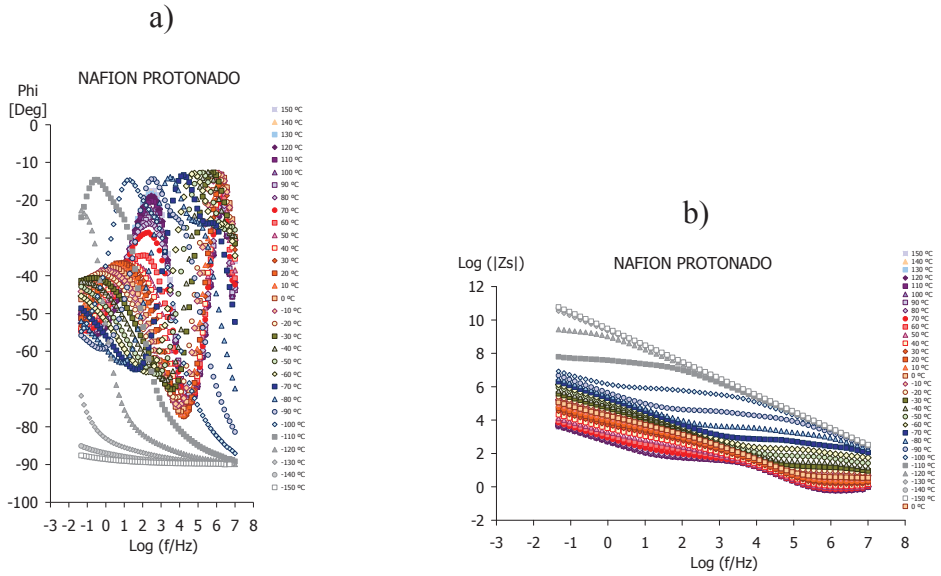 a)
NAFION PROTONADO
Phi
[Deg]
0
-10
-20
-30
-40
-50
-60
-70
-80
-90
-100
-3 -2 -1 0 1 2 3 4 5 6 7 8
Log (f/Hz)
150 ºC
140 ºC
130 ºC
120 ºC
110 ºC
100 ºC
90 ºC
80 ºC
70 ºC
60 ºC
50 ºC
40 ºC
30 ºC
20 ºC
10 ºC
0 ºC
-10 ºC
-20 ºC
-30 ºC
-40 ºC
-50 ºC
-60 ºC
-70 ºC
-80 ºC
-90 ºC
-100 ºC
-110 ºC
-120 ºC
-130 ºC
-140 ºC
-150 ºC
b)
Log (|Zs|)
NAFION PROTONADO
12
10
8
6
4
2
0
-2
-3 -2 -1 0 1 2 3 4 5 6 7 8
Log (f/Hz)
150 ºC
140 ºC
130 ºC
120 ºC
110 ºC
100 ºC
90 ºC
80 ºC
70 ºC
60 ºC
50 ºC
40 ºC
30 ºC
20 ºC
10 ºC
0 ºC
-10 ºC
-20 ºC
-30 ºC
-40 ºC
-50 ºC
-60 ºC
-70 ºC
-80 ºC
-90 ºC
-100 ºC
-110 ºC
-120 ºC
-130 ºC
-140 ºC
-150 ºC
0 ºC